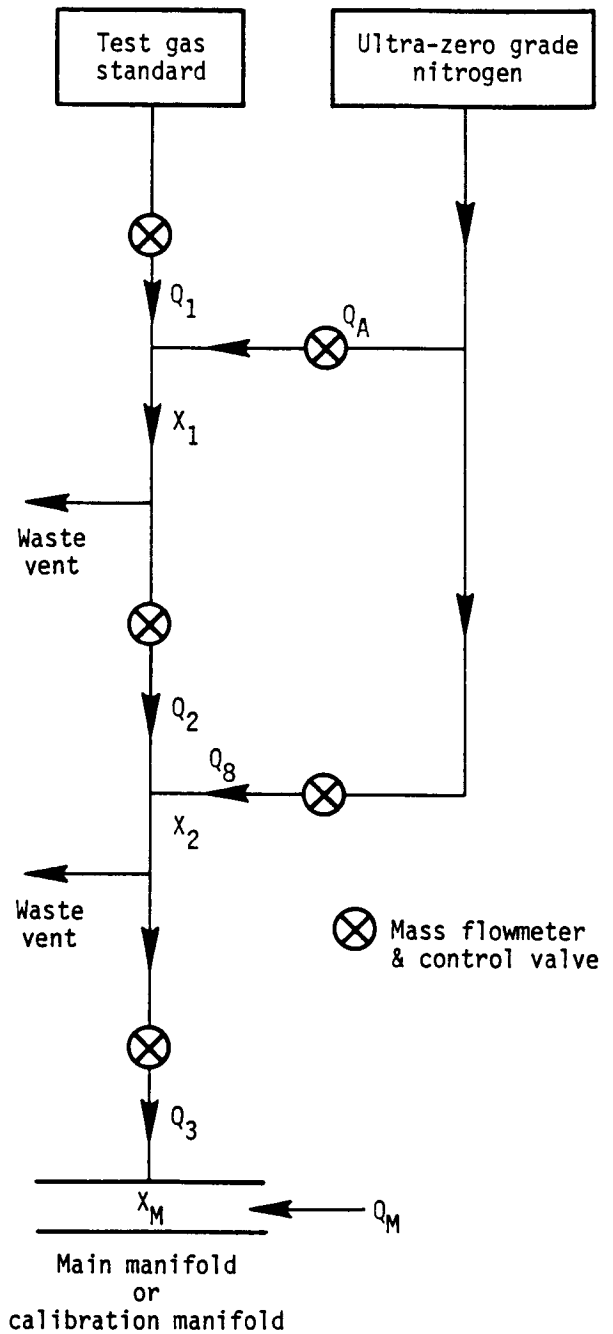 Test gas
standard
Ultra-zero grade
nitrogen
Q1
QA
X1
Waste
vent
Q2
Q8
X2
Waste
vent
Mass flowmeter
& control valve
Q3
XM
QM
Main manifold
or
calibration manifold